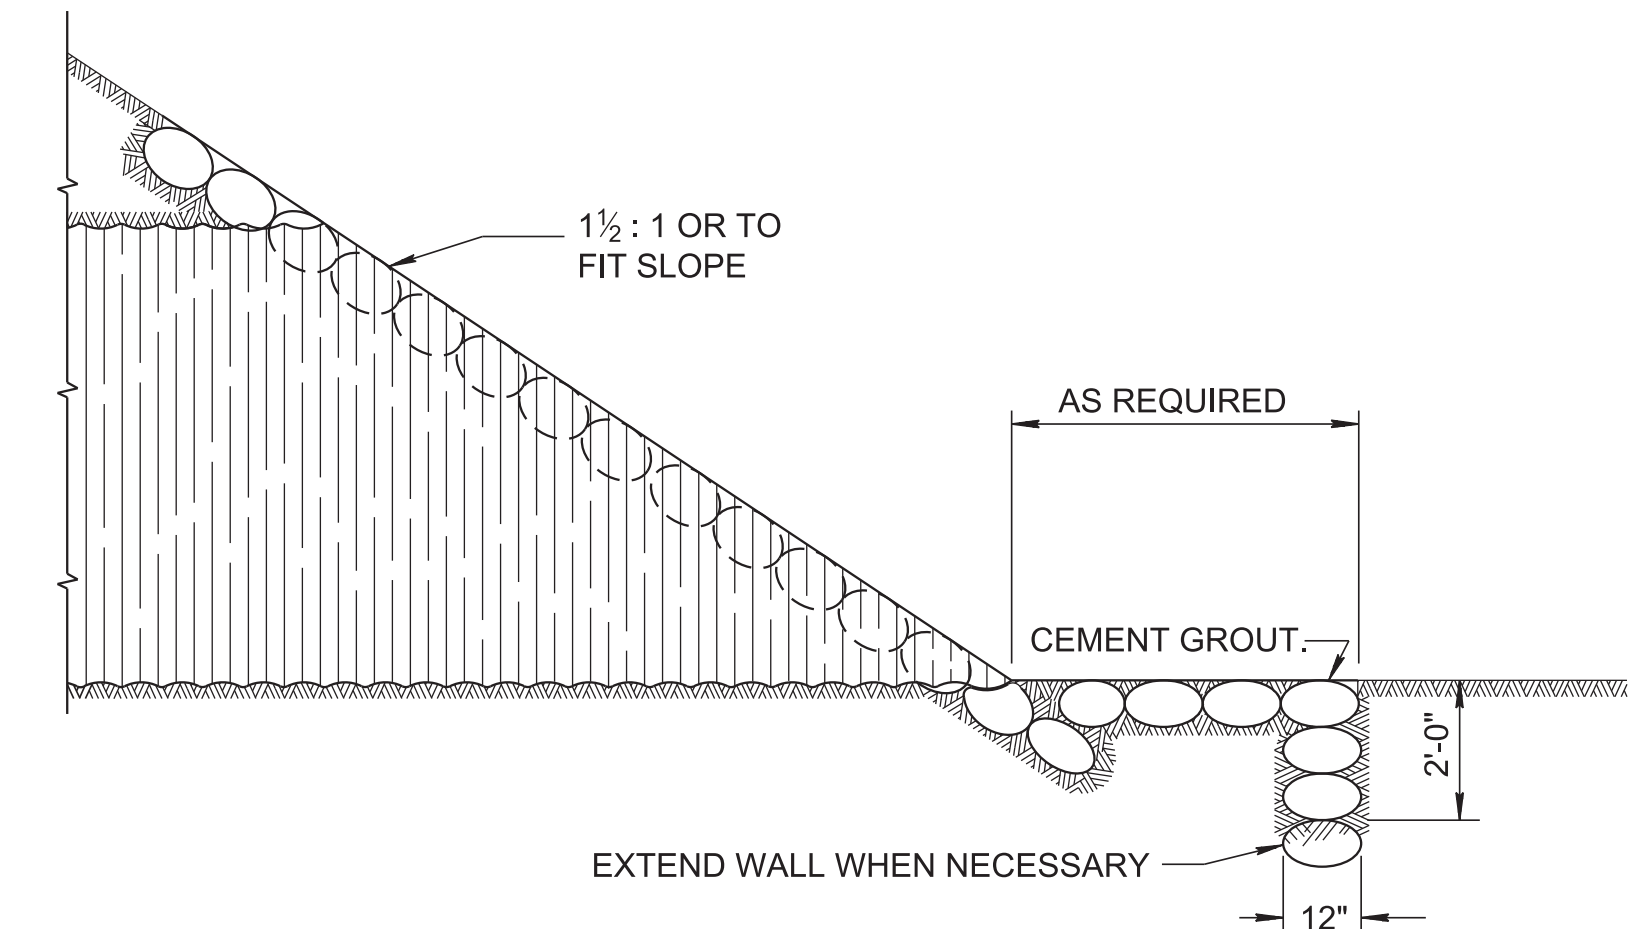 1½ : 1 OR TO
FIT SLOPE
AS REQUIRED
CEMENT GROUT.
2'-0"
EXTEND WALL WHEN NECESSARY
12"